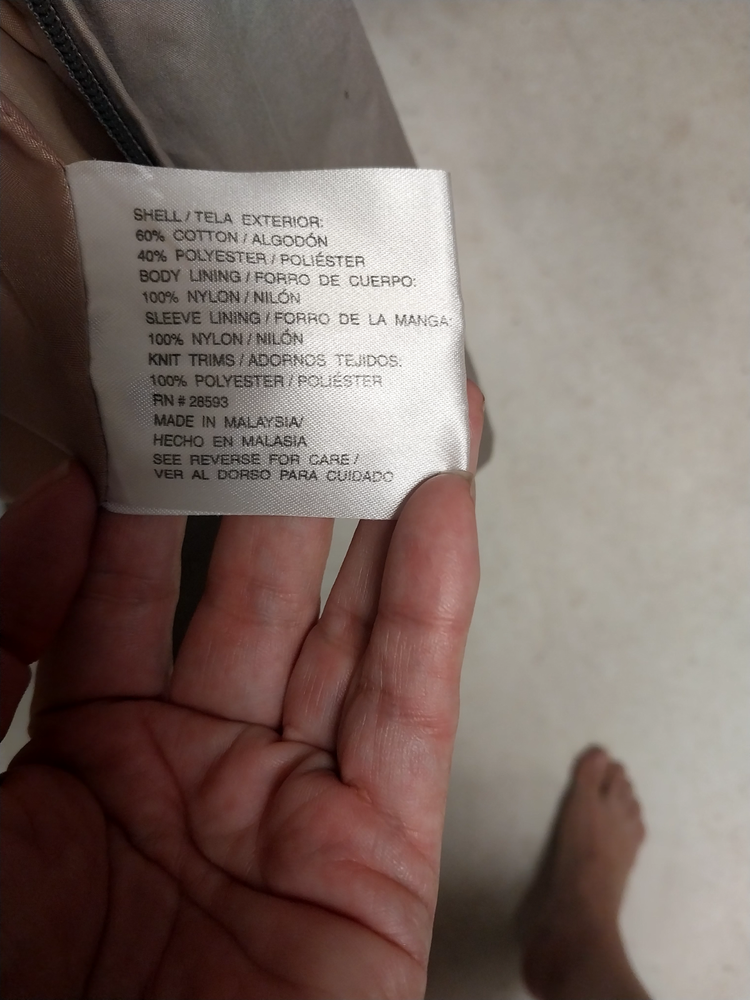 SHELL / TELA EXTERIOR:
60% COTTON / ALGODÓN
40% POLYESTER / POLIÉSTER
BODY LINING / FORRO DE CUERPO:
100% NYLON / NILÓN
SLEEVE LINING / FORRO DE LA MANGA:
100% NYLON / NILÓN
KNIT TRIMS / ADORNOS TEJIDOS:
100% POLYESTER / POLIÉSTER
RN # 28593
MADE IN MALAYSIA/
HECHO EN MALASIA
SEE REVERSE FOR CARE /
VER AL DORSO PARA CUIDADO